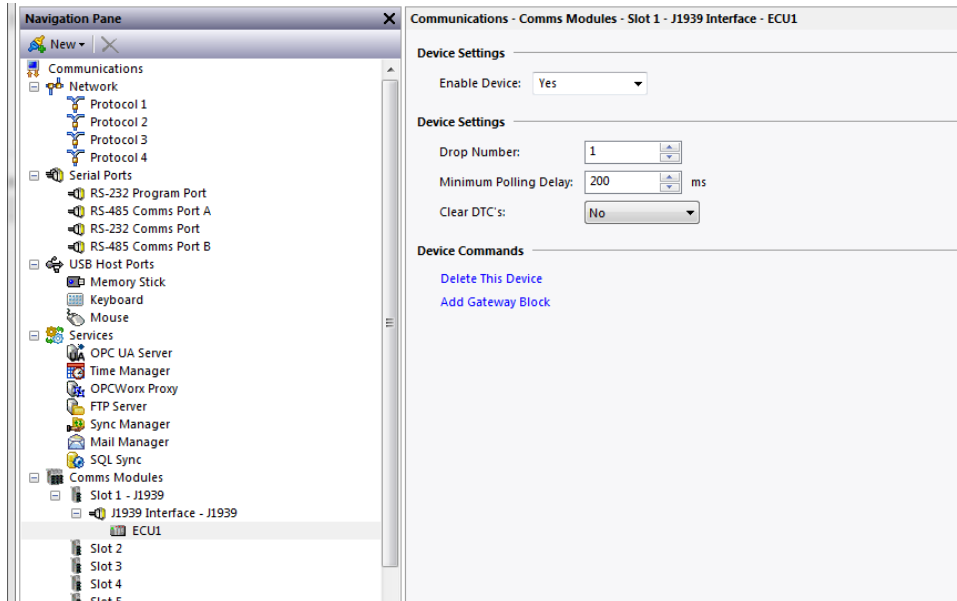 Navigation Pane
New
Communications
Network
Protocol 1
Protocol 2
Protocol 3
Protocol 4
Serial Ports
RS-232 Program Port
RS-485 Comms Port A
RS-232 Comms Port
RS-485 Comms Port B
USB Host Ports
Memory Stick
Keyboard
Mouse
Services
OPC UA Server
Time Manager
OPCWorx Proxy
FTP Server
Sync Manager
Mail Manager
SQL Sync
Comms Modules
Slot 1 - J1939
J1939 Interface - J1939
ECU1
Slot 2
Slot 3
Slot 4
Slot 5
Communications - Comms Modules - Slot 1 - J1939 Interface - ECU1
Device Settings
Enable Device: Yes
Device Settings
Drop Number: 1
Minimum Polling Delay: 200 ms
Clear DTC's: No
Device Commands
Delete This Device
Add Gateway Block